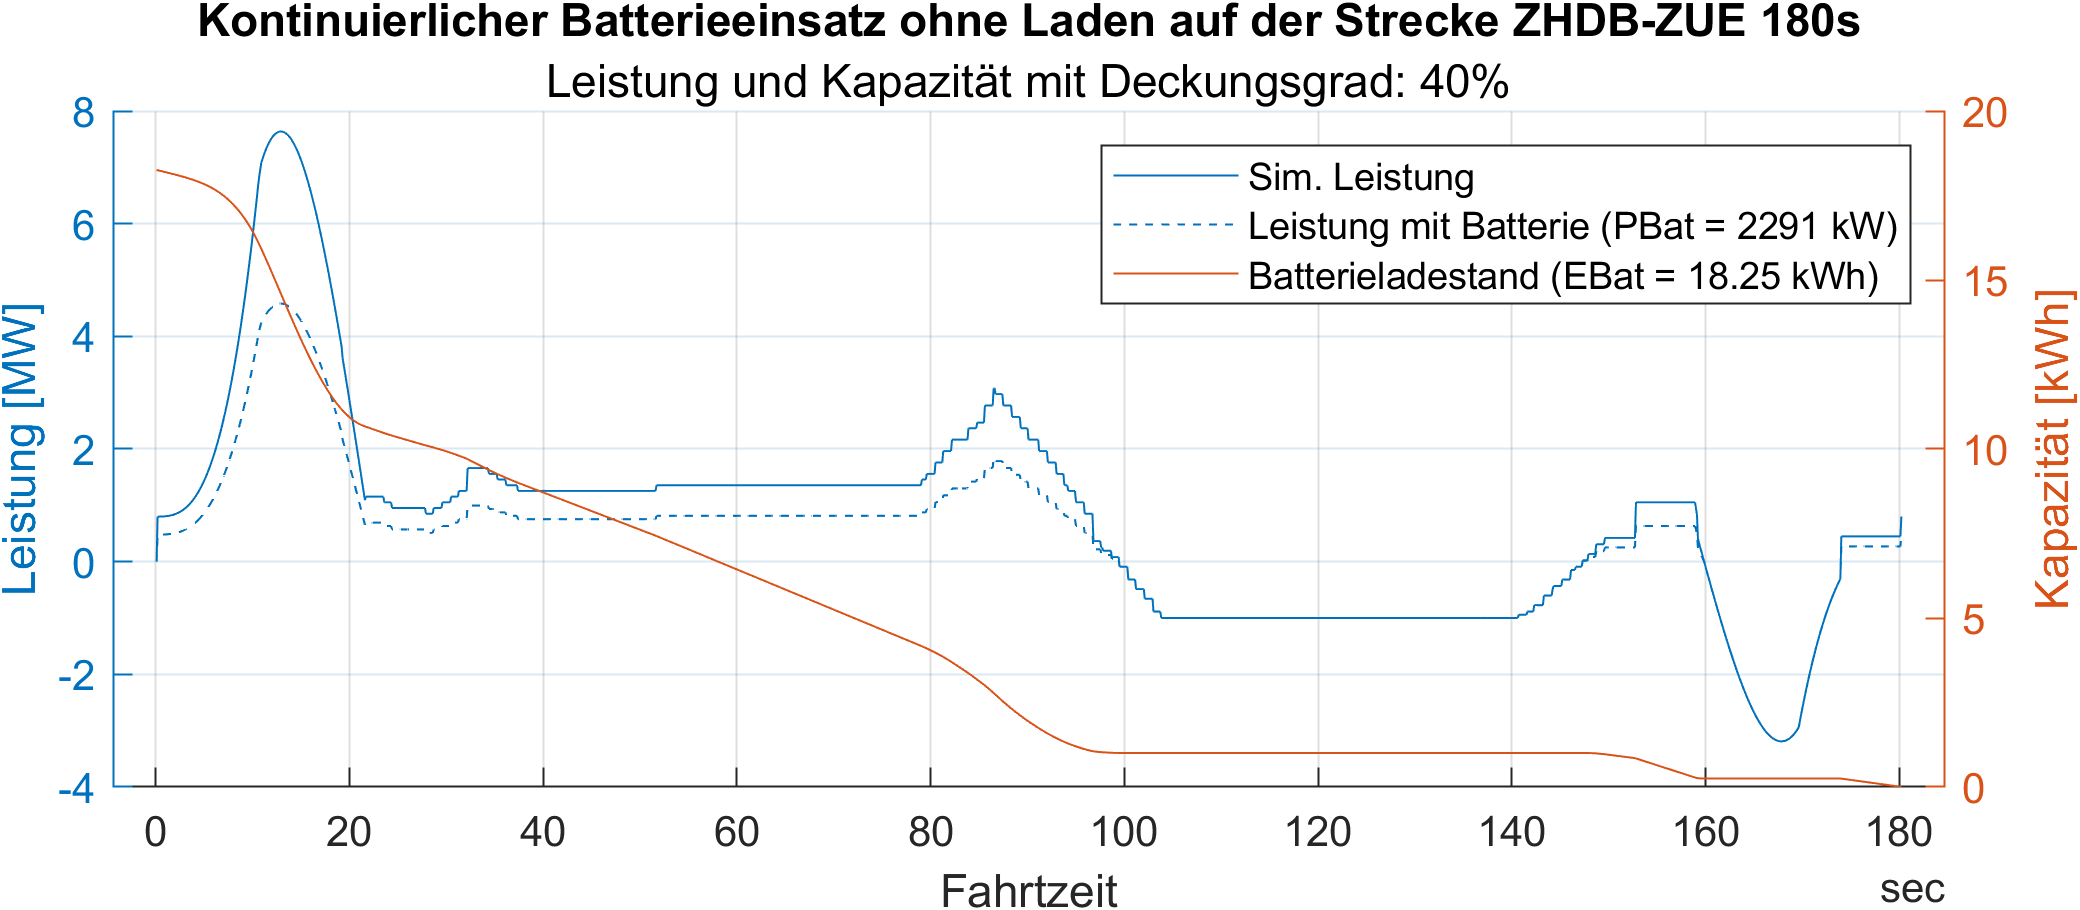 Kontinuierlicher Batterieeinsatz ohne Laden auf der Strecke ZHDB-ZUE 180s
Leistung und Kapazität mit Deckungsgrad: 40%
8
6
4
2
0
-2
-4
Leistung [MW]
Sim. Leistung
Leistung mit Batterie (PBat = 2291 kW)
Batterieladestand (EBat = 18.25 kWh)
20
15
10
5
0
Kapazität [kWh]
0 20 40 60 80 100 120 140 160 180
Fahrtzeit
sec